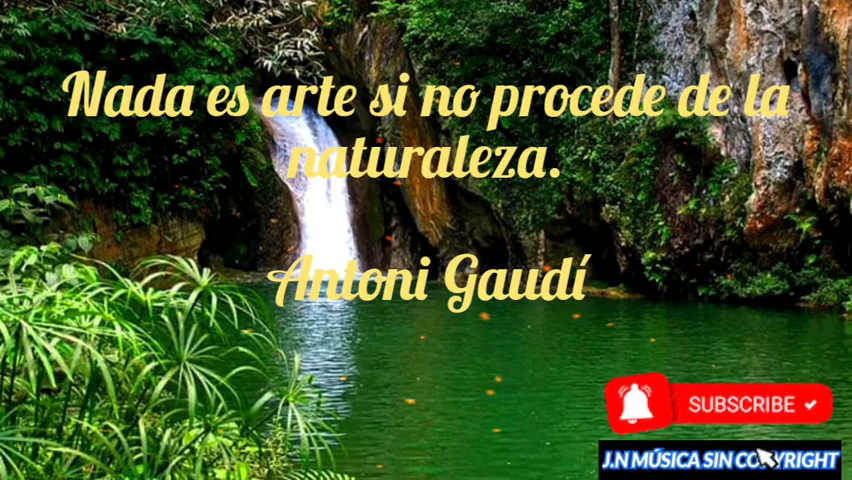 Nada es arte si no procede de la
naturaleza.
Antoni Gaudí
SUBSCRIBE
J.N MÚSICA SIN COPYRIGHT